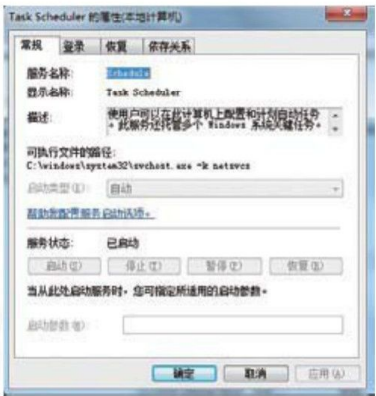 Task Scheduler 的属性(本地计算机)
常规 登录 恢复 依存关系
服务名称: Schedule
显示名称: Task Scheduler
描述: 使用户可以在此计算机上配置和计划自动任务
。此服务还托管多个 Windows 系统关键任务。
可执行文件的路径:
C:\windows\system32\svchost.exe -k netsvcs
启动类型(E): 自动
帮助我配置服务启动选项。
服务状态: 已启动
启动(S) 停止(T) 暂停(P) 恢复(R)
当从此处启动服务时，您可指定所适用的启动参数。
启动参数(M):
确定 取消 应用(A)